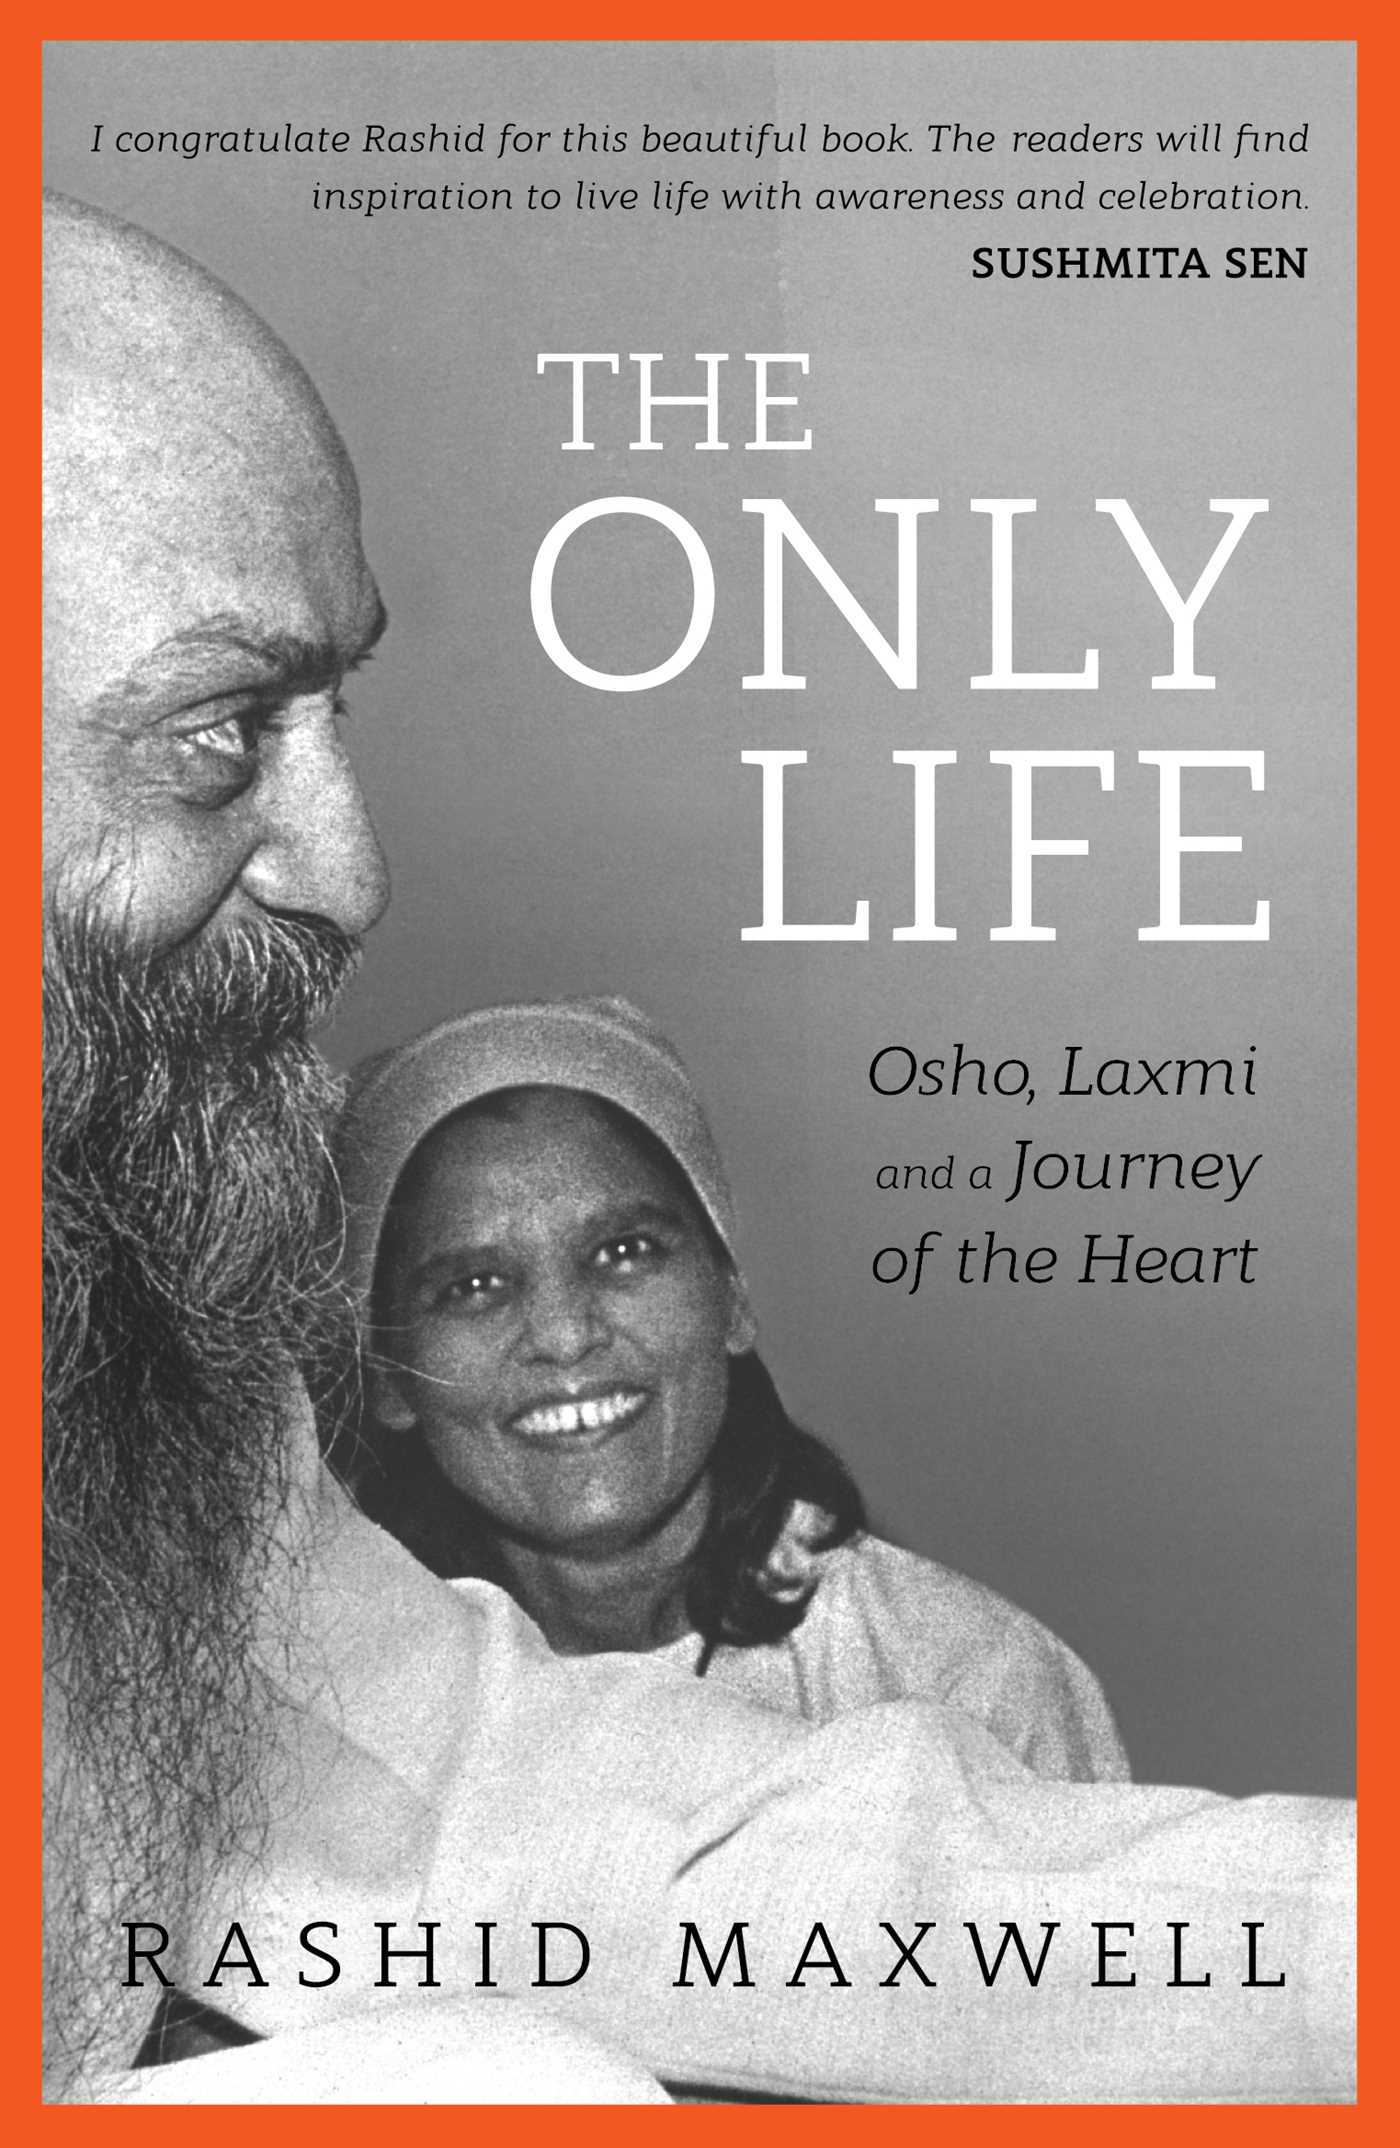 I congratulate Rashid for this beautiful book. The readers will find
inspiration to live life with awareness and celebration.
SUSHMITA SEN
THE
ONLY
LIFE
Osho, Laxmi
and a Journey
of the Heart
RASHID MAXWELL